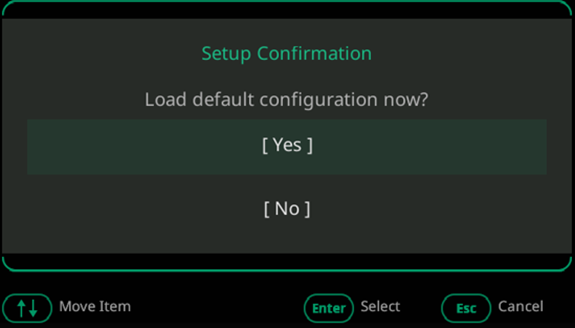 Setup Confirmation
Load default configuration now?
[ Yes ]
[ No ]
↑↓ Move Item Enter Select Esc Cancel